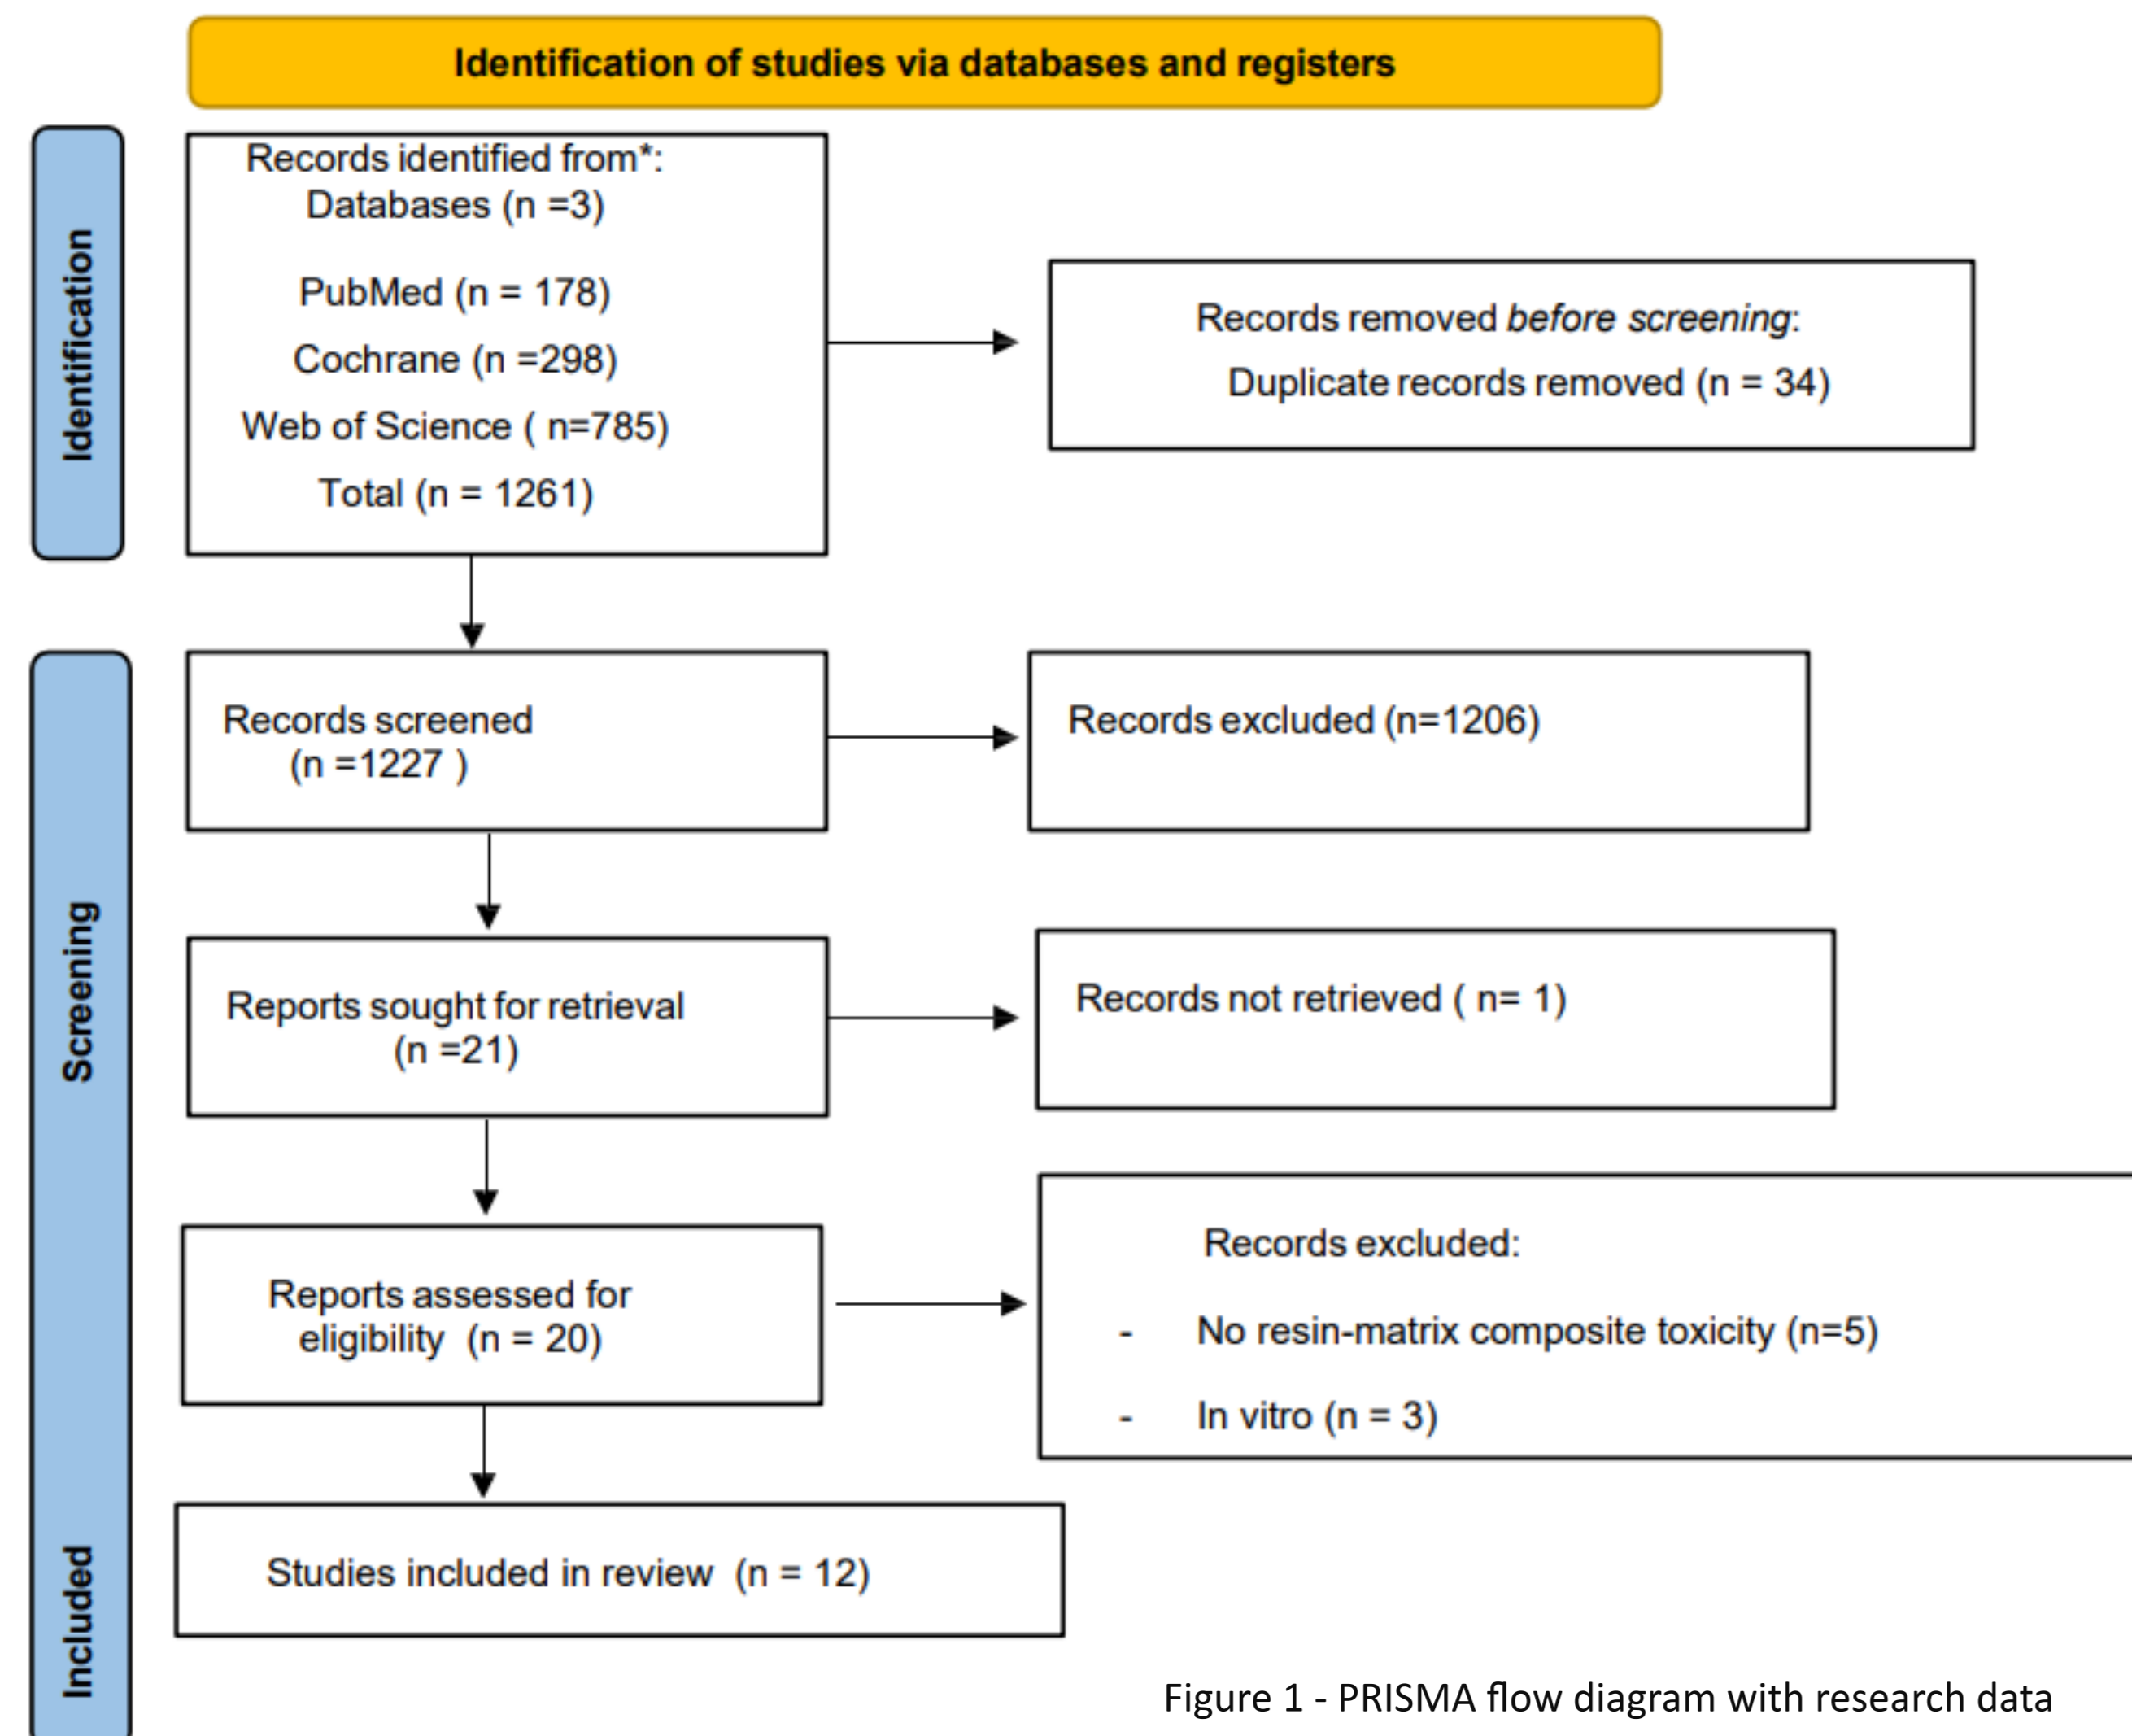 Identification of studies via databases and registers
Identification
Records identified from*:
Databases (n =3)
PubMed (n = 178)
Cochrane (n =298)
Web of Science ( n=785)
Total (n = 1261)
Records removed before screening:
Duplicate records removed (n = 34)
Screening
Records screened
(n =1227 )
Records excluded (n=1206)
Reports sought for retrieval
(n =21)
Records not retrieved ( n= 1)
Reports assessed for
eligibility (n = 20)
Records excluded:
- No resin-matrix composite toxicity (n=5)
- In vitro (n = 3)
Included
Studies included in review (n = 12)
Figure 1 - PRISMA flow diagram with research data